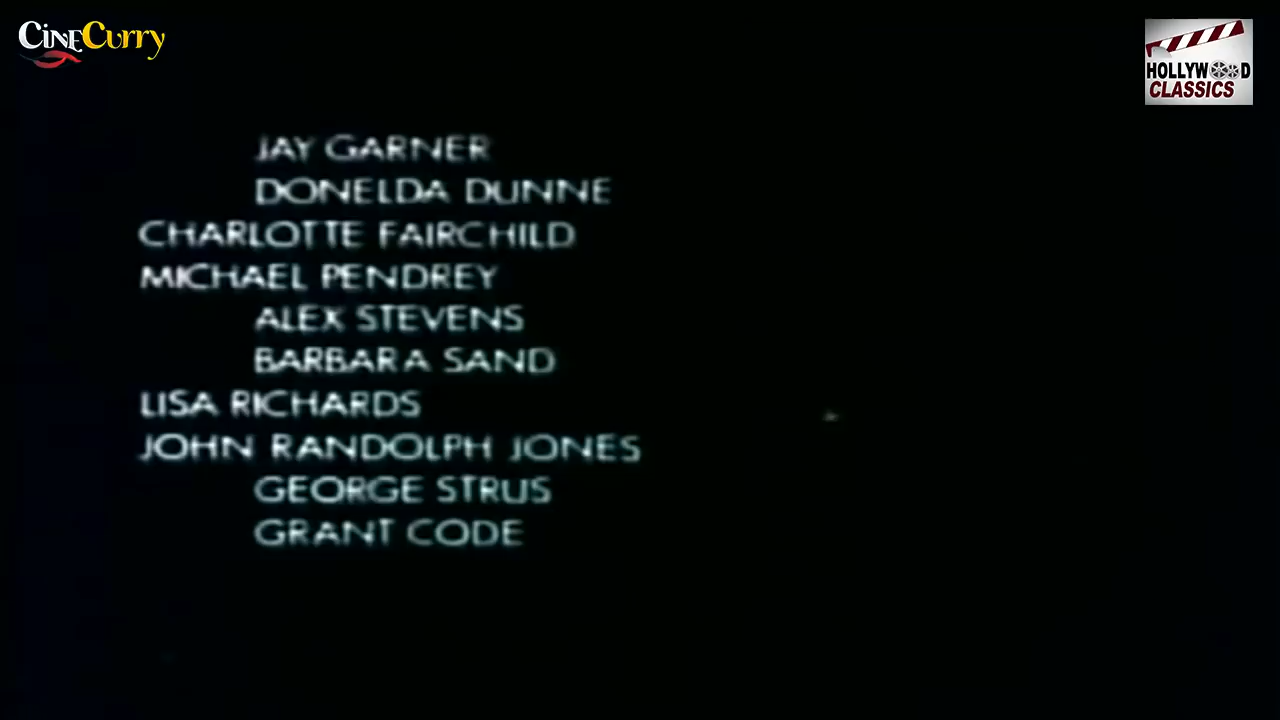 CINECURRY
HOLLYWOOD
CLASSICS
JAY GARNER
DONELDA DUNNE
CHARLOTTE FAIRCHILD
MICHAEL PENDREY
ALEX STEVENS
BARBARA SAND
LISA RICHARDS
JOHN RANDOLPH JONES
GEORGE STRUS
GRANT CODE